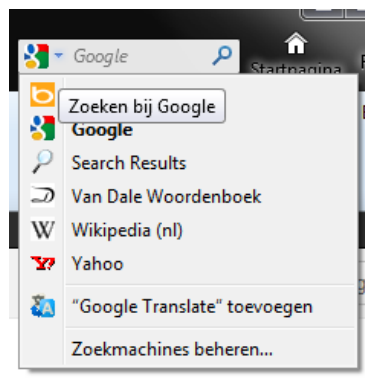 Google
Startpagina
Zoeken bij Google
Google
Search Results
Van Dale Woordenboek
Wikipedia (nl)
Yahoo
"Google Translate" toevoegen
Zoekmachines beheren...